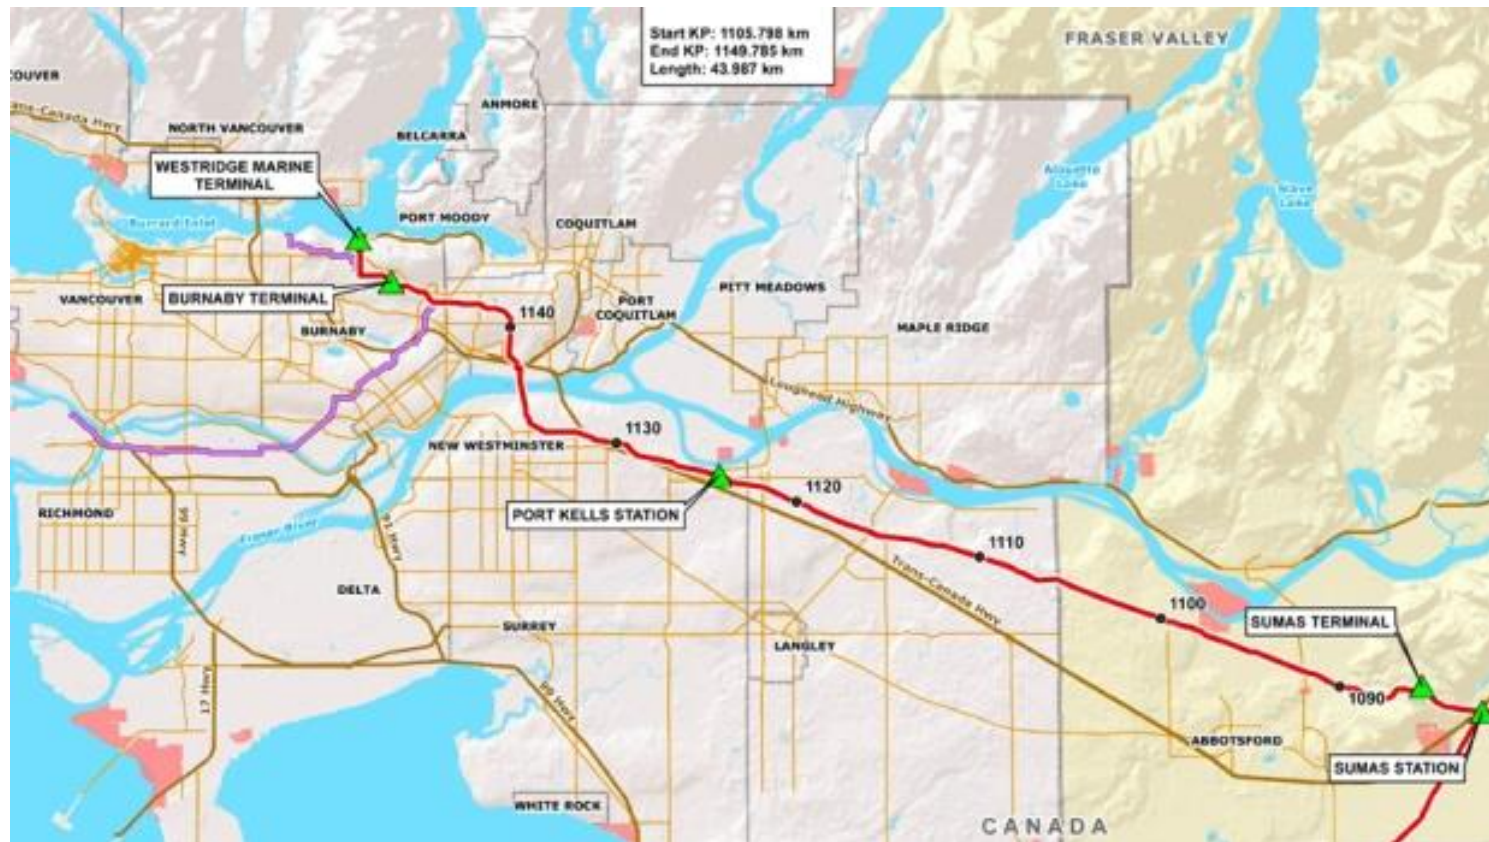 Start KP: 1105.798 km
End KP: 1149.785 km
Length: 43.987 km
FRASER VALLEY
COUVER
ans-Canada Hwy
ANMORE
NORTH VANCOUVER
BELCARRA
WESTRIDGE MARINE
TERMINAL
Alouette
Lake
Stave
Lake
Burrard Inlet
PORT MOODY
COQUITLAM
VANCOUVER
BURNABY TERMINAL
PITT MEADOWS
PORT
COQUITLAM
1140
BURNABY
MAPLE RIDGE
Lougheed Highway
1130
NEW WESTMINSTER
1120
RICHMOND
PORT KELLS STATION
99 Hwy
91 Hwy
Fraser River
1110
Trans-Canada Hwy
DELTA
1100
SURREY
SUMAS TERMINAL
LANGLEY
17 Hwy
99 Hwy
1090
ABBOTSFORD
SUMAS STATION
WHITE ROCK
CANADA